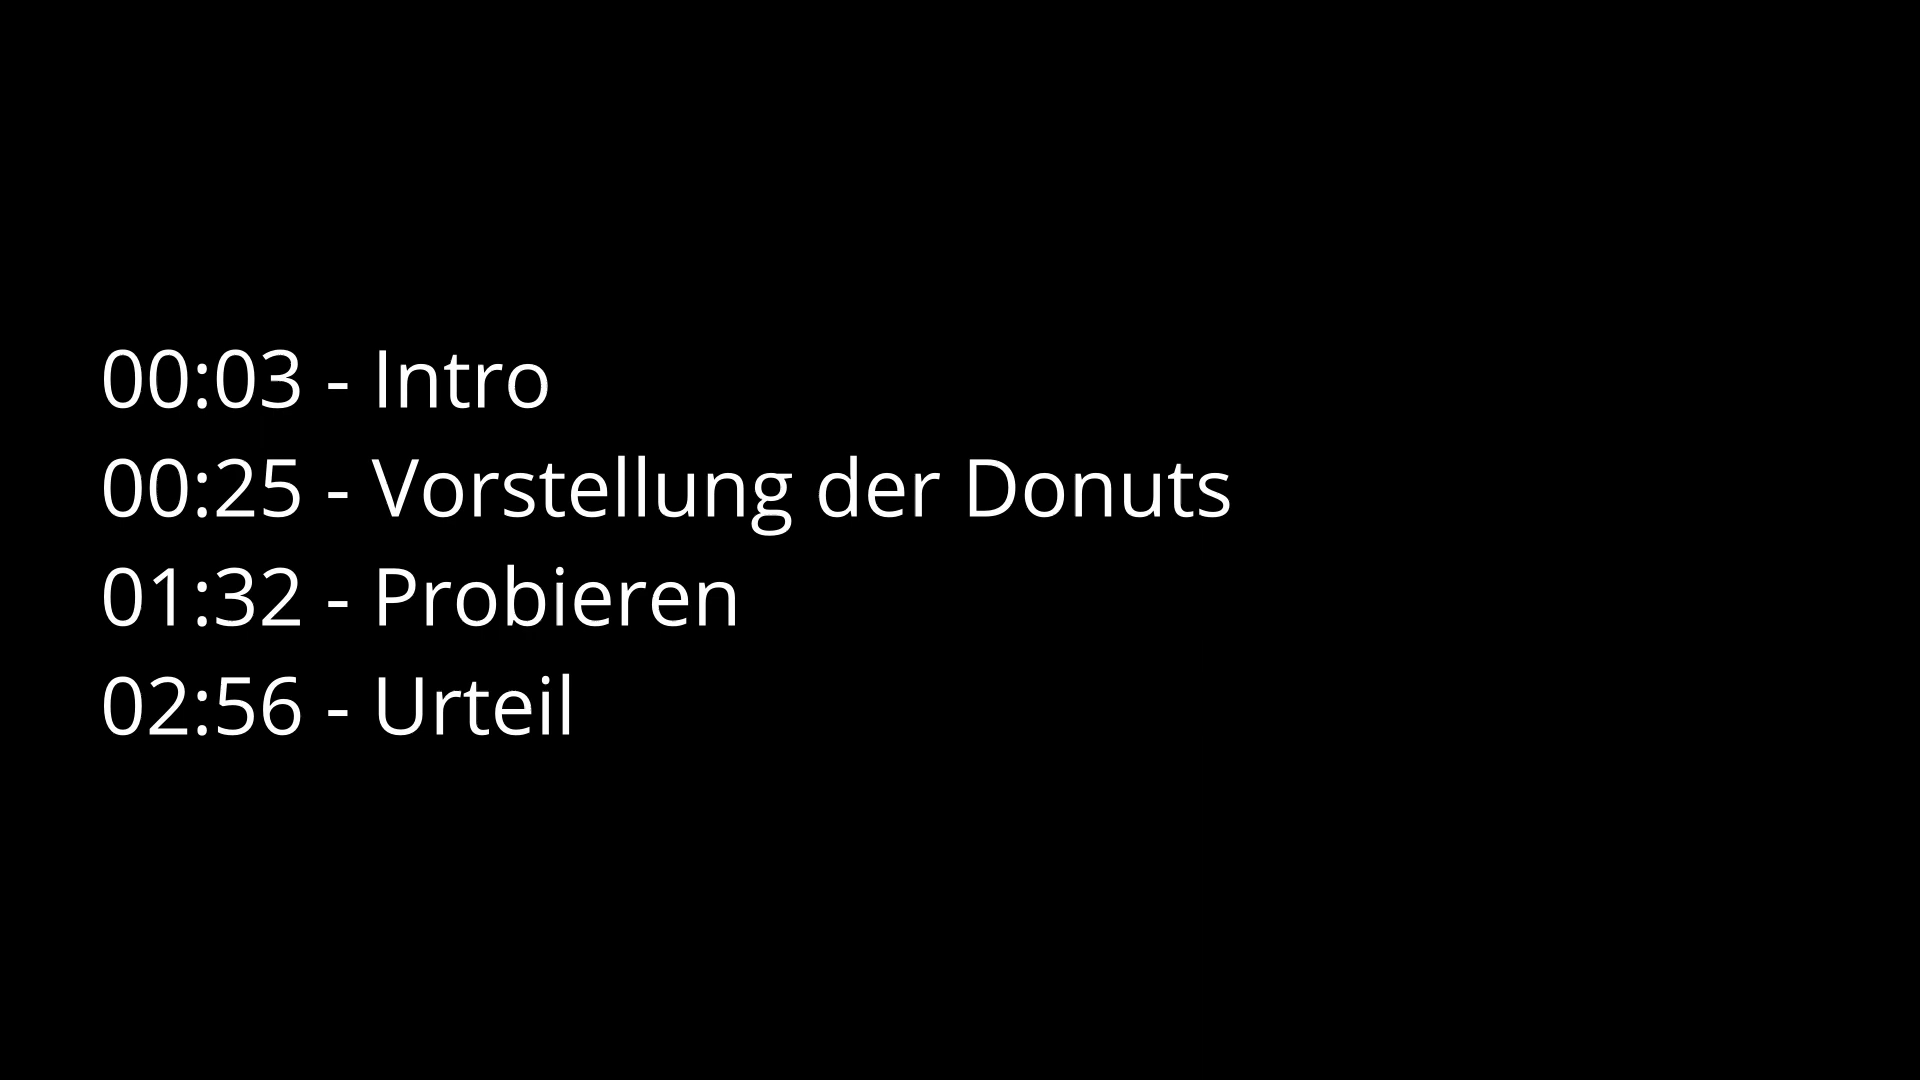 00:03 - Intro
00:25 - Vorstellung der Donuts
01:32 - Probieren
02:56 - Urteil